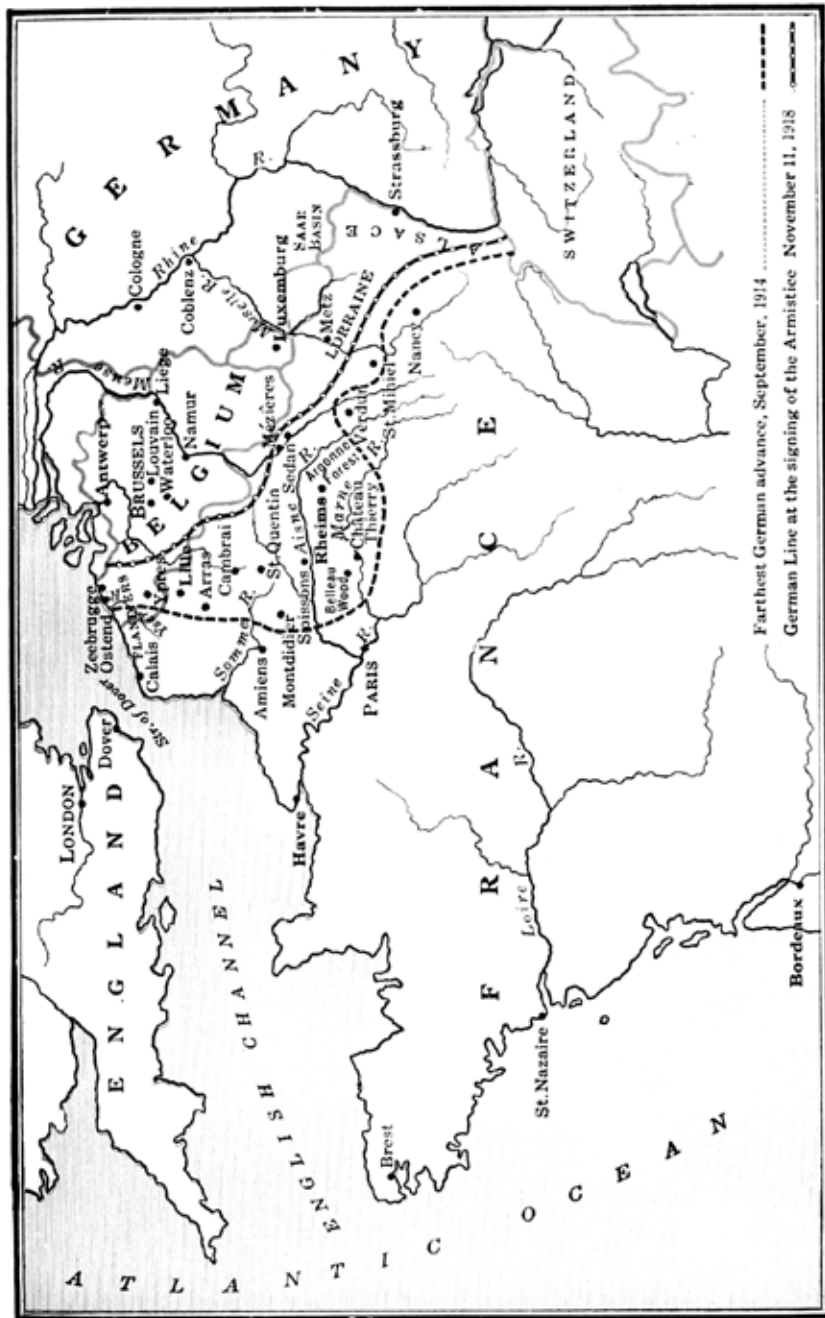 ATLANTIC OCEAN
ENGLAND
LONDON
Dover
Str. of Dover
ENGLISH CHANNEL
Zeebrugge
Ostend
FLANDERS
Calais
Yser R.
Ypres
Lille
Arras
Cambrai
Antwerp
BRUSSELS
Louvain
Waterloo
BELGIUM
Liege
Namur
Meuse R.
GERMANY
Cologne
Rhine R.
Coblenz
Moselle R.
Luxemburg
SAAR
BASIN
Metz
LORRAINE
ALSACE
Strassburg
Somme R.
Amiens
Montdidier
St. Quentin
Soissons
Aisne R.
Mézières
Sedan
Rheims
Argonne
Forest
Verdun
St. Mihiel
Nancy
Belleau
Wood
Marne R.
Château
Thierry
Havre
Seine R.
PARIS
Brest
FRANCE
St. Nazaire
Loire R.
Bordeaux
SWITZERLAND
Farthest German advance, September, 1914
German Line at the signing of the Armistice November 11, 1918